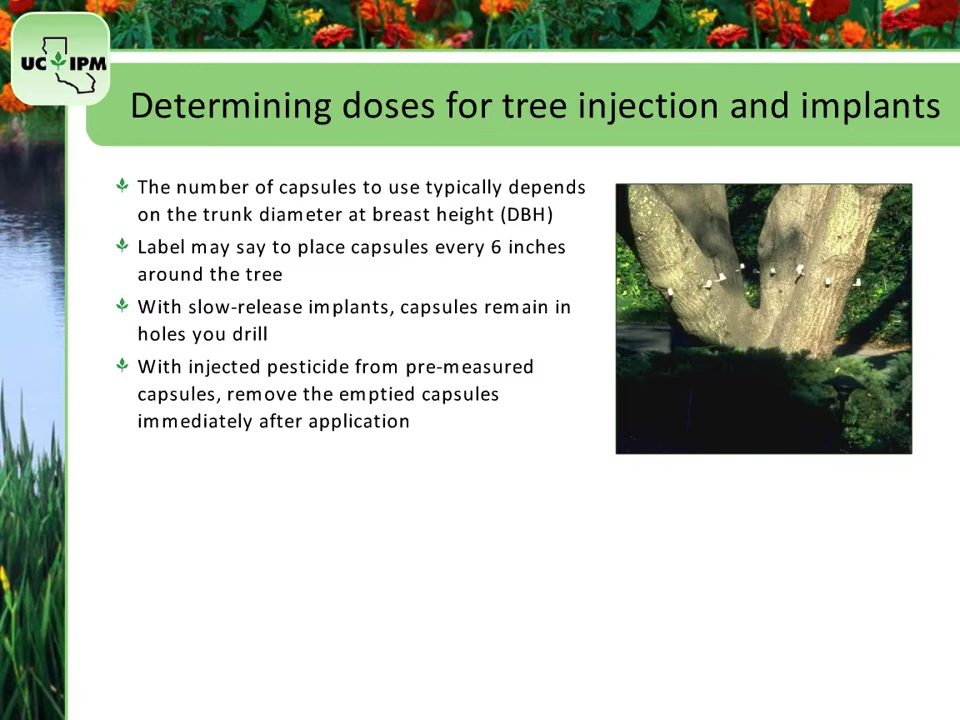 UC IPM
Determining doses for tree injection and implants
The number of capsules to use typically depends
on the trunk diameter at breast height (DBH)
Label may say to place capsules every 6 inches
around the tree
With slow-release implants, capsules remain in
holes you drill
With injected pesticide from pre-measured
capsules, remove the emptied capsules
immediately after application